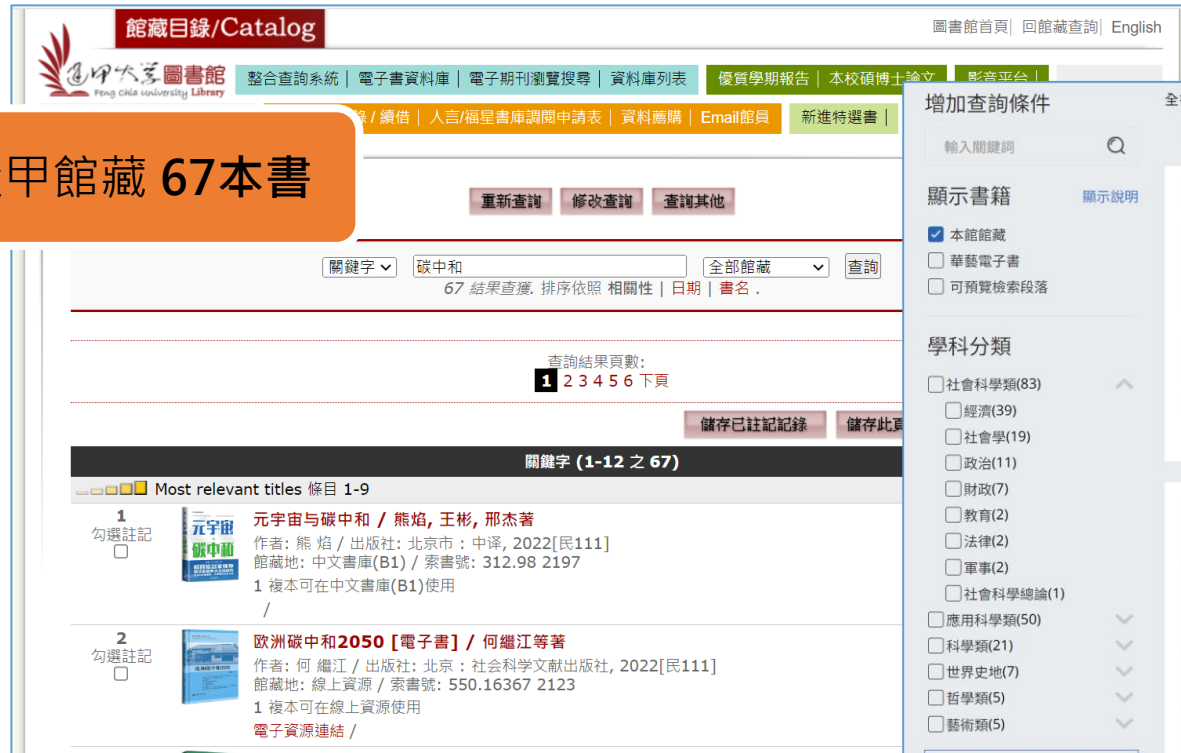 館藏目錄/Catalog
圖書館首頁| 回館藏查詢| English
逢甲大學圖書館
Feng Chia University Library
整合查詢系統| 電子書資料庫| 電子期刊瀏覽搜尋| 資料庫列表
優質學期報告| 本校碩博士論文 影音平台|
/ 續借| 人言/福星書庫調閱申請表| 資料薦購| Email館員
新進特選書|
甲館藏 67本書
重新查詢 修改查詢 查詢其他
關鍵字 碳中和 全部館藏 查詢
67 結果查獲. 排序依照 相關性 | 日期 | 書名 .
查詢結果頁數:
1 2 3 4 5 6 下頁
儲存已註記記錄 儲存此頁
關鍵字 (1-12 之 67)
Most relevant titles 條目 1-9
1
勾選註記
元宇宙
碳中和
元宇宙与碳中和 / 熊焰, 王彬, 邢杰著
作者: 熊 焰 / 出版社: 北京市 : 中译, 2022[民111]
館藏地: 中文書庫(B1) / 索書號: 312.98 2197
1 複本可在中文書庫(B1)使用
/
2
勾選註記
欧洲碳中和2050 [電子書] / 何繼江等著
作者: 何 繼江 / 出版社: 北京 : 社会科学文献出版社, 2022[民111]
館藏地: 線上資源 / 索書號: 550.16367 2123
1 複本可在線上資源使用
電子資源連結 /
增加查詢條件
輸入關鍵詞
顯示書籍 顯示說明
本館館藏
華藝電子書
可預覽檢索段落
學科分類
社會科學類(83)
經濟(39)
社會學(19)
政治(11)
財政(7)
教育(2)
法律(2)
軍事(2)
社會科學總論(1)
應用科學類(50)
科學類(21)
世界史地(7)
哲學類(5)
藝術類(5)